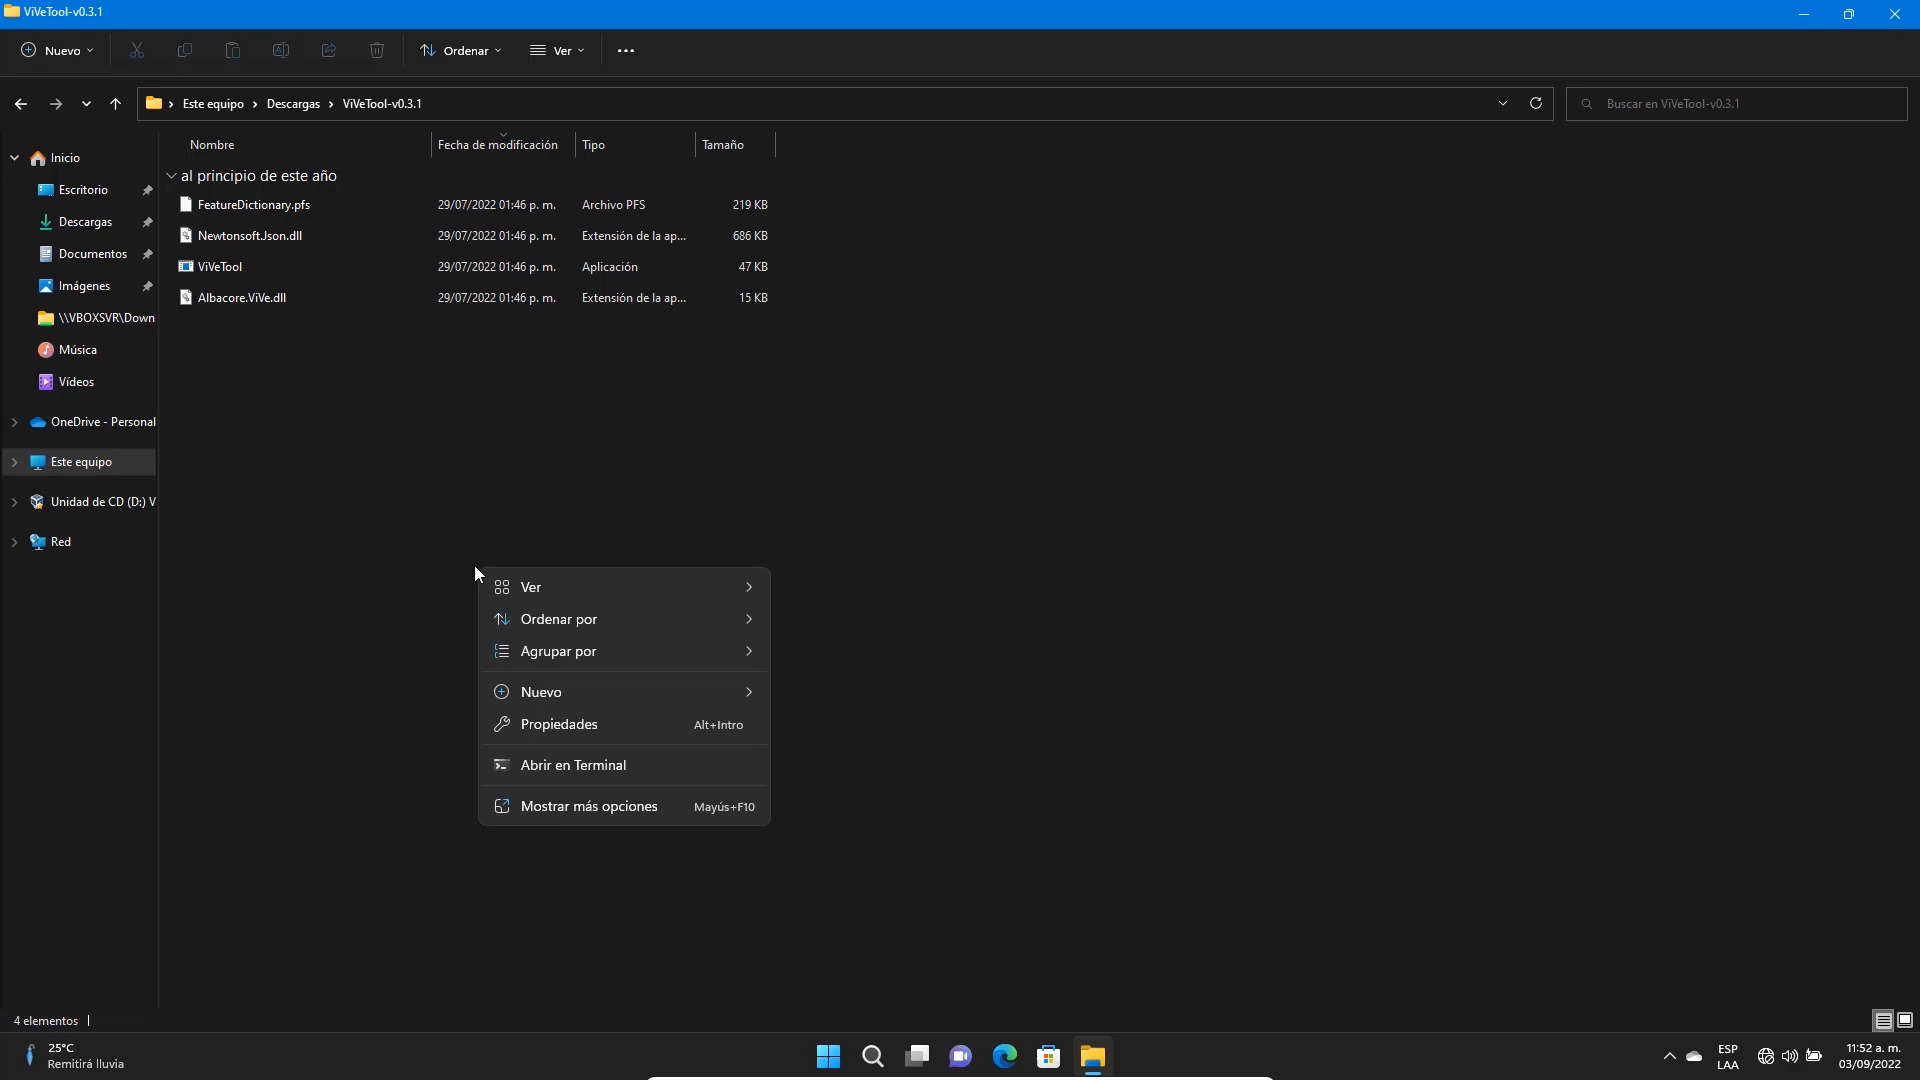 ViVeTool-v0.3.1
Nuevo Ordenar Ver
Este equipo Descargas ViVeTool-v0.3.1 Buscar en ViVeTool-v0.3.1
Nombre Fecha de modificación Tipo Tamaño
al principio de este año
FeatureDictionary.pfs 29/07/2022 01:46 p. m. Archivo PFS 219 KB
Newtonsoft.Json.dll 29/07/2022 01:46 p. m. Extensión de la ap... 686 KB
ViVeTool 29/07/2022 01:46 p. m. Aplicación 47 KB
Albacore.ViVe.dll 29/07/2022 01:46 p. m. Extensión de la ap... 15 KB
Inicio
Escritorio
Descargas
Documentos
Imágenes
\\VBOXSVR\Down
Música
Vídeos
OneDrive - Personal
Este equipo
Unidad de CD (D:) V
Red
Ver
Ordenar por
Agrupar por
Nuevo
Propiedades Alt+Intro
Abrir en Terminal
Mostrar más opciones Mayús+F10
4 elementos
25°C
Remitirá lluvia
ESP
LAA
11:52 a. m.
03/09/2022